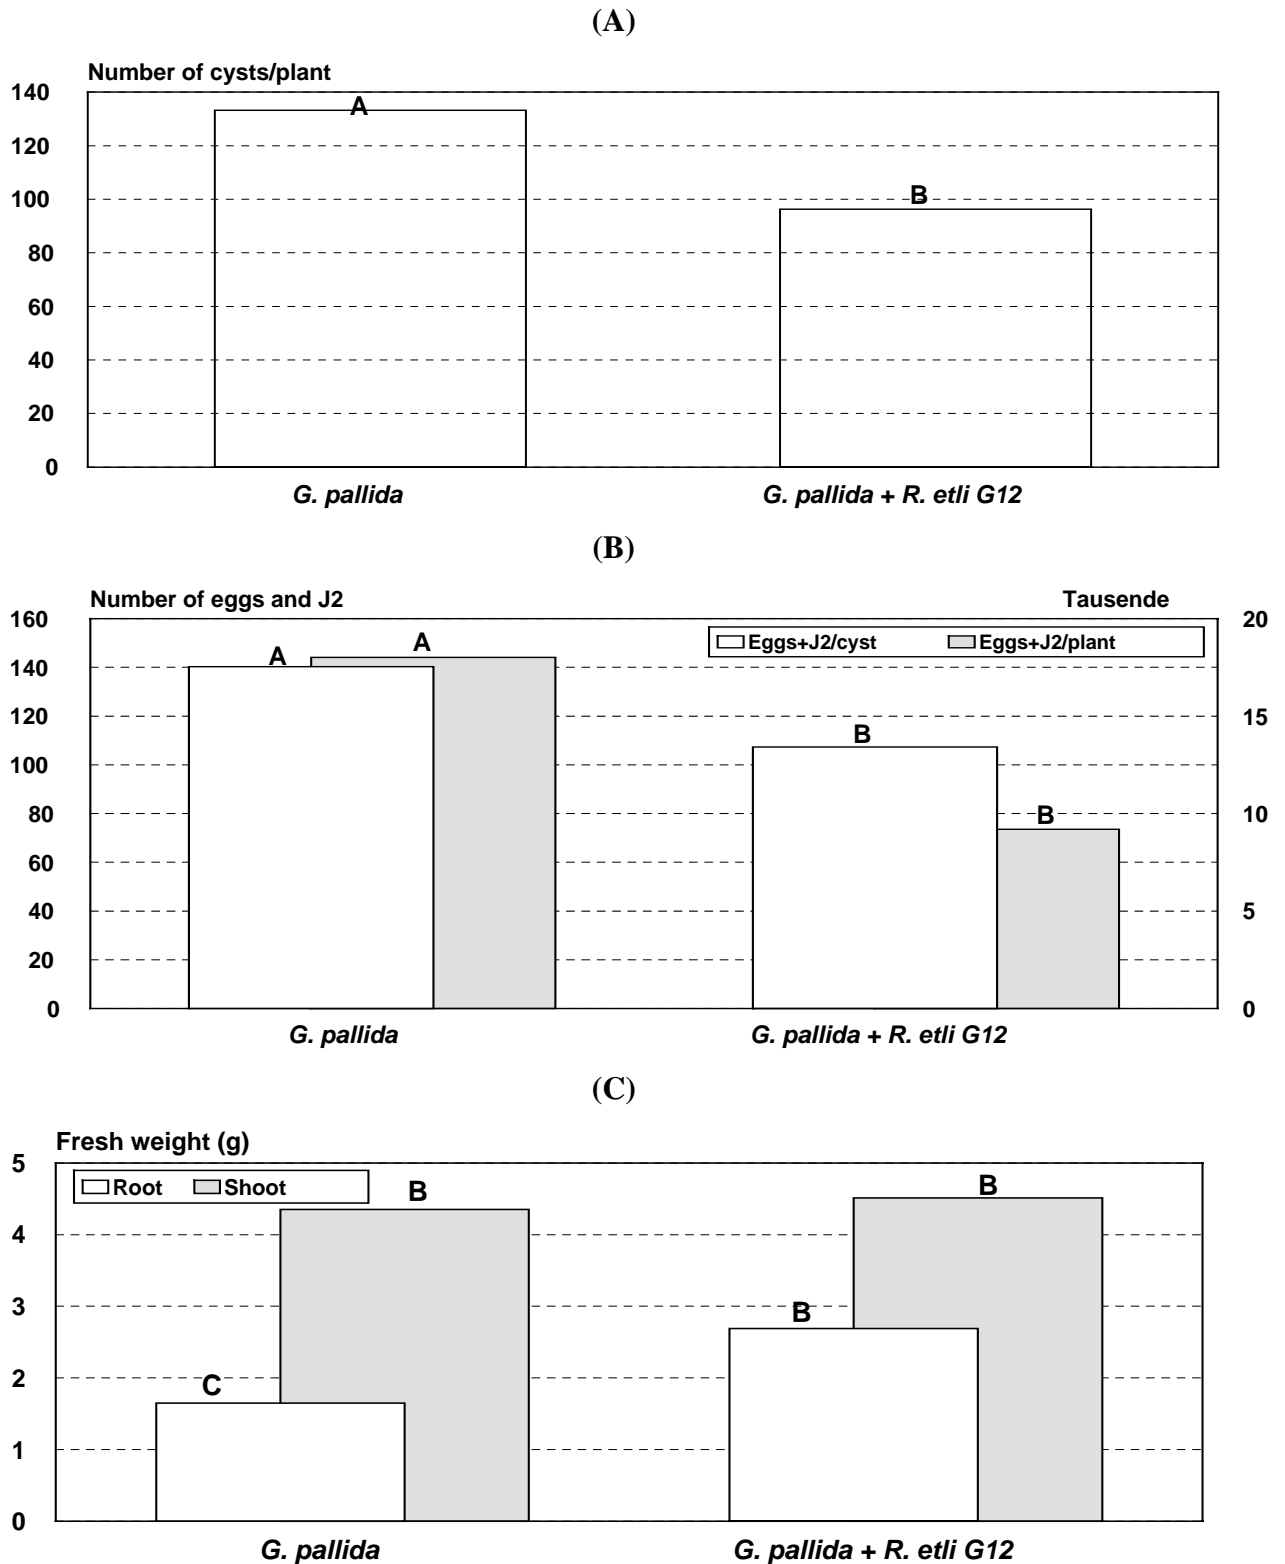 (A)
Number of cysts/plant
140
A
120
100
B
80
60
40
20
0
G. pallida
G. pallida + R. etli G12
(B)
Number of eggs and J2 Tausende
160 20
Eggs+J2/cyst Eggs+J2/plant
A A
140
120 15
B
100
80 10
B
60
40 5
20
0 0
G. pallida
G. pallida + R. etli G12
(C)
Fresh weight (g)
5
Root Shoot
B B
4
3
B
2
C
1
0
G. pallida
G. pallida + R. etli G12